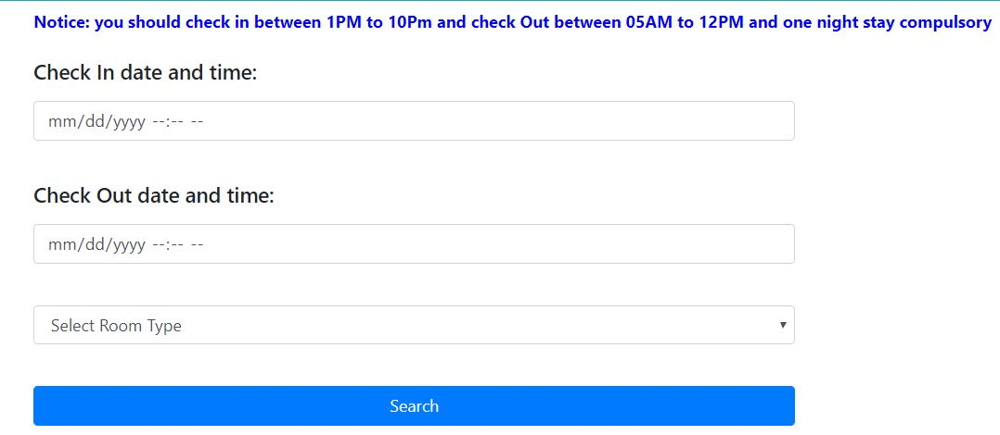 Notice: you should check in between 1PM to 10Pm and check Out between 05AM to 12PM and one night stay compulsory
Check In date and time:
mm/dd/yyyy --:-- --
Check Out date and time:
mm/dd/yyyy --:-- --
Select Room Type
Search